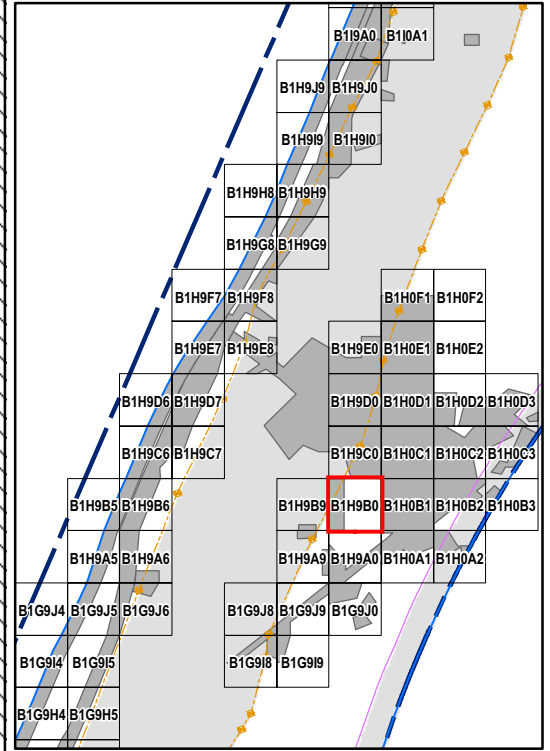 B1I9A0 B1I0A1
B1H9J9 B1H9J0
B1H9I9 B1H9I0
B1H9H8 B1H9H9
B1H9G8 B1H9G9
B1H9F7 B1H9F8 B1H0F1 B1H0F2
B1H9E7 B1H9E8 B1H9E0 B1H0E1 B1H0E2
B1H9D6 B1H9D7 B1H9D0 B1H0D1 B1H0D2 B1H0D3
B1H9C6 B1H9C7 B1H9C0 B1H0C1 B1H0C2 B1H0C3
B1H9B5 B1H9B6 B1H9B9 B1H9B0 B1H0B1 B1H0B2 B1H0B3
B1H9A5 B1H9A6 B1H9A9 B1H9A0 B1H0A1 B1H0A2
B1G9J4 B1G9J5 B1G9J6 B1G9J8 B1G9J9 B1G9J0
B1G9I4 B1G9I5 B1G9I8 B1G9I9
B1G9H4 B1G9H5